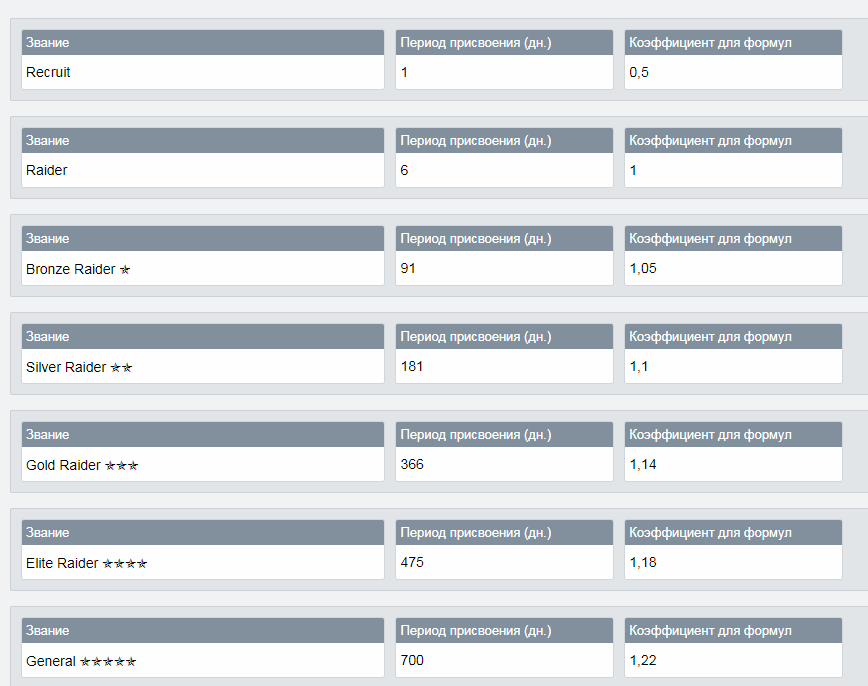 Звание Период присвоения (дн.) Коэффициент для формул
Recruit 1 0,5
Звание Период присвоения (дн.) Коэффициент для формул
Raider 6 1
Звание Период присвоения (дн.) Коэффициент для формул
Bronze Raider ✯ 91 1,05
Звание Период присвоения (дн.) Коэффициент для формул
Silver Raider ✯✯ 181 1,1
Звание Период присвоения (дн.) Коэффициент для формул
Gold Raider ✯✯✯ 366 1,14
Звание Период присвоения (дн.) Коэффициент для формул
Elite Raider ✯✯✯✯ 475 1,18
Звание Период присвоения (дн.) Коэффициент для формул
General ✯✯✯✯✯ 700 1,22